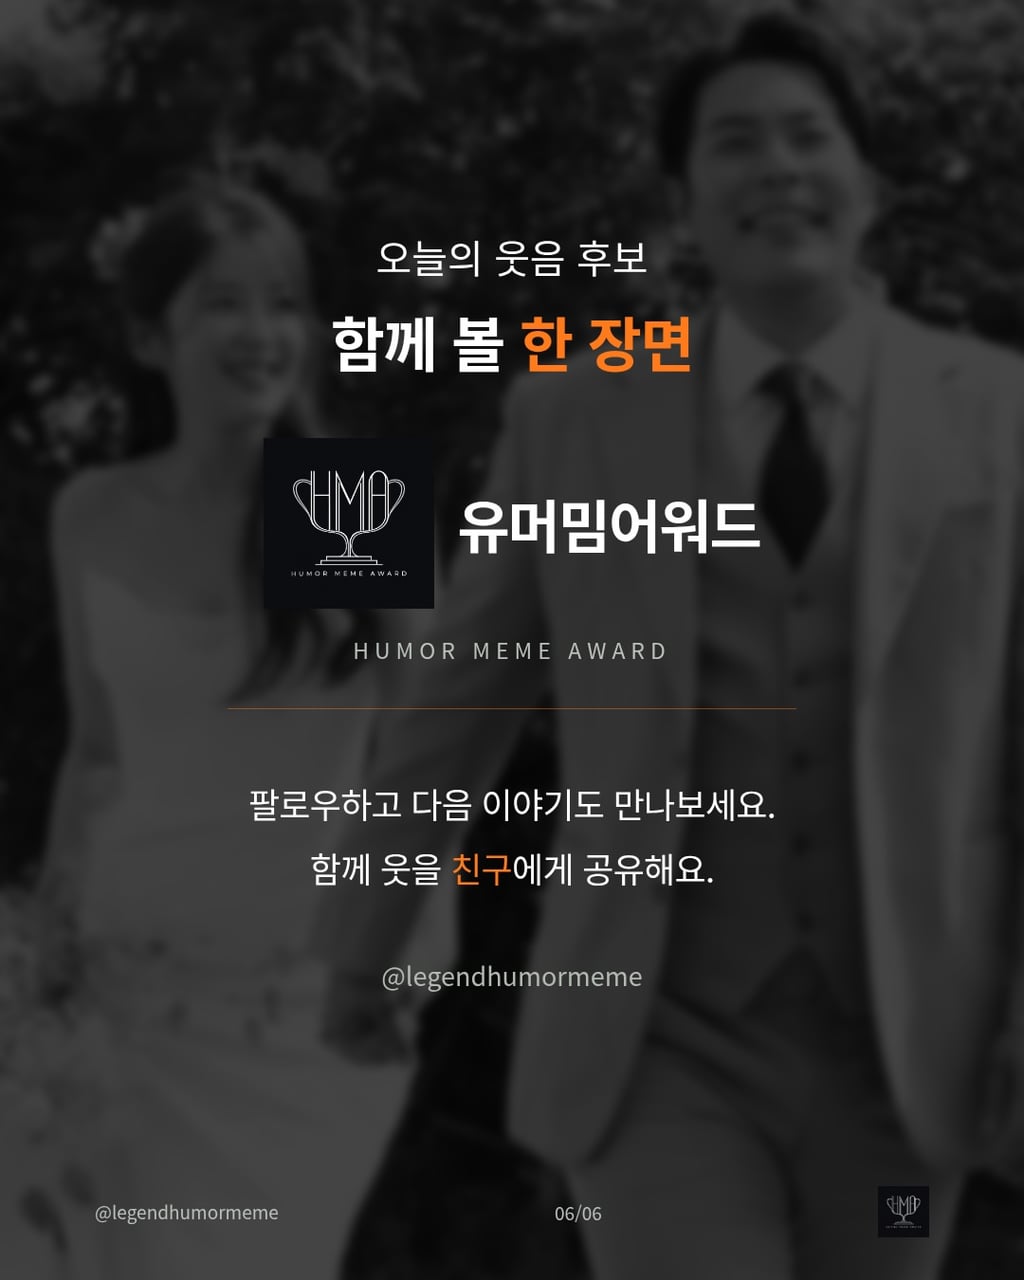 오늘의 웃음 후보
함께 볼 한 장면
HMA
HUMOR MEME AWARD
유머밈어워드
HUMOR MEME AWARD
팔로우하고 다음 이야기도 만나보세요.
함께 웃을 친구에게 공유해요.
@legendhumormeme
@legendhumormeme
06/06
HMA